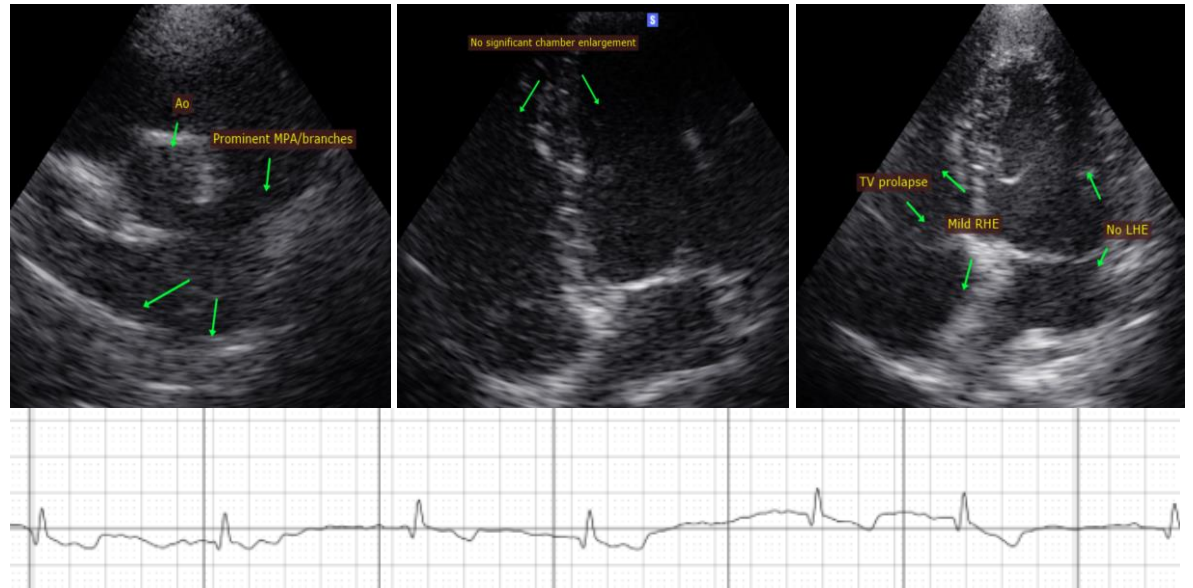 Ao
Prominent MPA/branches
S
No significant chamber enlargement
TV prolapse
Mild RHE
No LHE